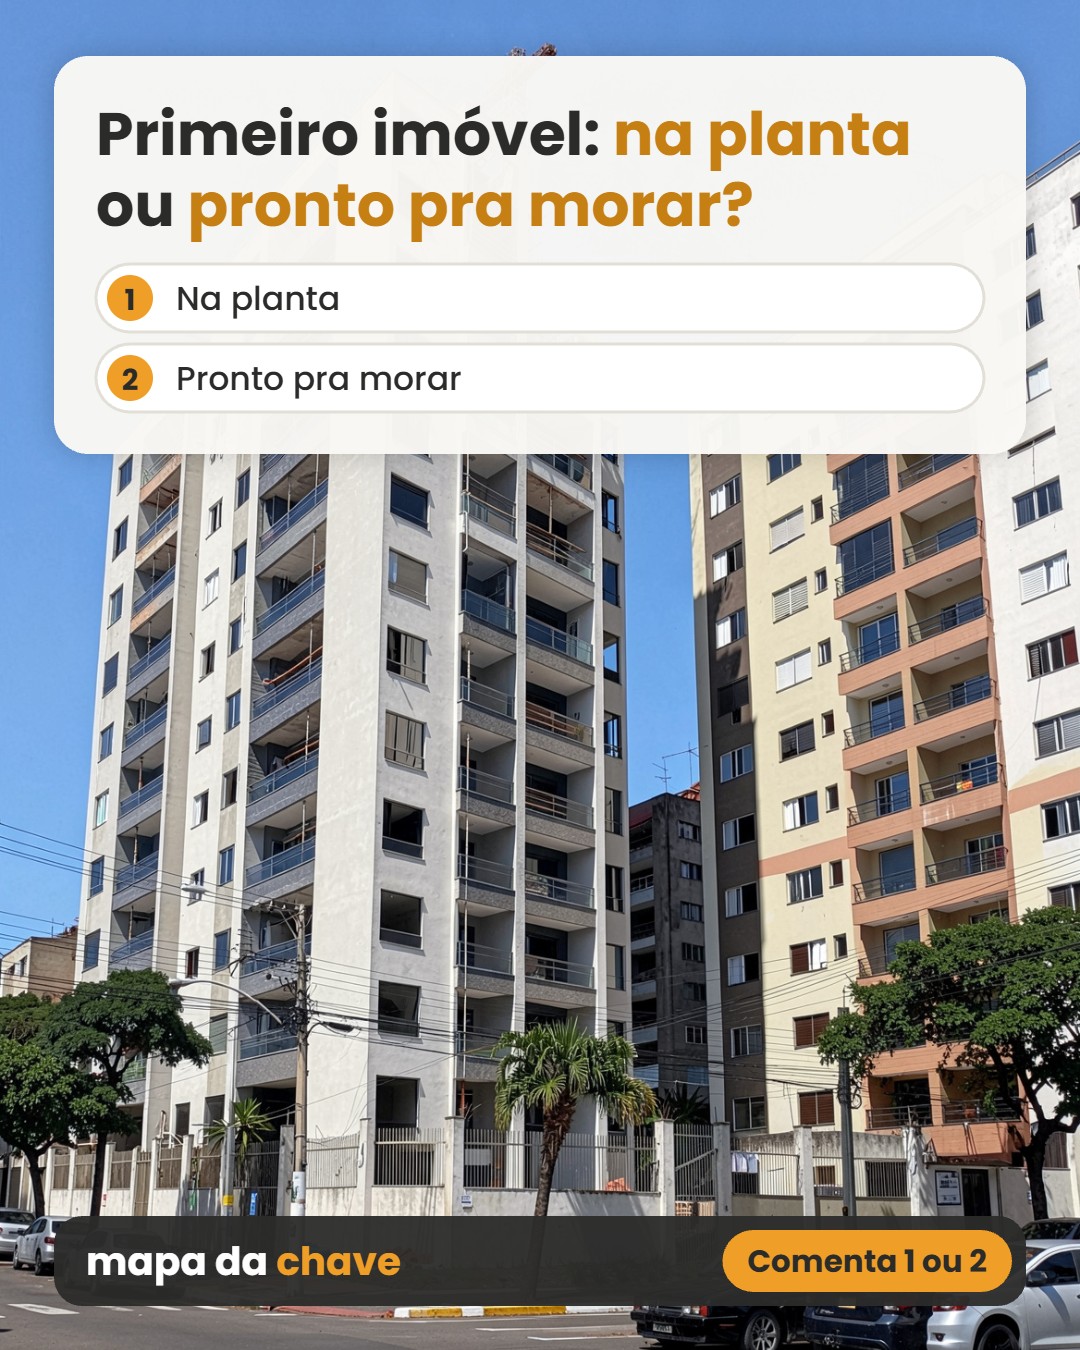 Primeiro imóvel: na planta
ou pronto pra morar?
1 Na planta
2 Pronto pra morar
mapa da chave
Comenta 1 ou 2